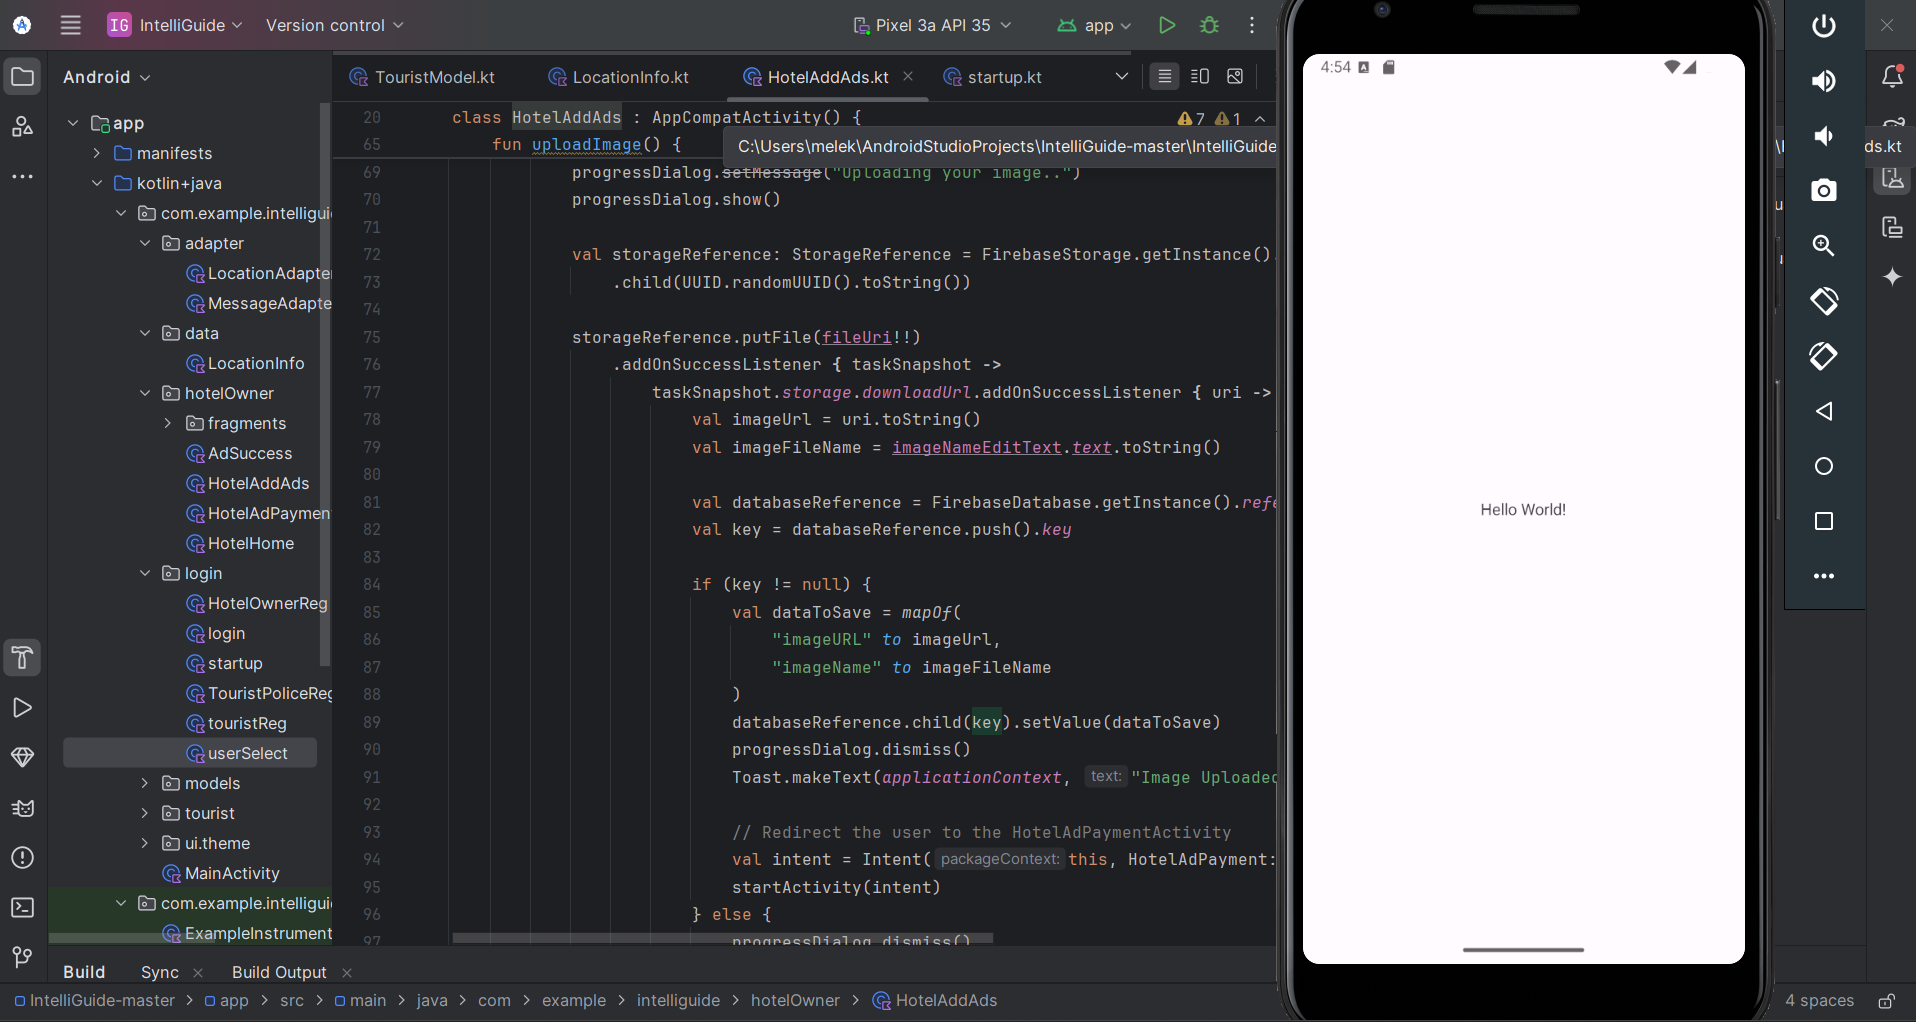 IG IntelliGuide Version control Pixel 3a API 35 app
Android
TouristModel.kt LocationInfo.kt HotelAddAds.kt startup.kt
app
manifests
kotlin+java
com.example.intelligui
adapter
LocationAdapte
MessageAdapte
data
LocationInfo
hotelOwner
fragments
AdSuccess
HotelAddAds
HotelAdPaymen
HotelHome
login
HotelOwnerReg
login
startup
TouristPoliceReg
touristReg
userSelect
models
tourist
ui.theme
MainActivity
com.example.intelligui
ExampleInstrument
20 class HotelAddAds : AppCompatActivity() {
7 1
65 fun uploadImage() {
C:\Users\melek\AndroidStudioProjects\IntelliGuide-master\IntelliGuide
ds.kt
69 progressDialog.setMessage("Uploading your image..")
70 progressDialog.show()
71
72 val storageReference: StorageReference = FirebaseStorage.getInstance().
73 .child(UUID.randomUUID().toString())
74
75 storageReference.putFile(fileUri!!)
76 .addOnSuccessListener { taskSnapshot ->
77 taskSnapshot.storage.downloadUrl.addOnSuccessListener { uri ->
78 val imageUrl = uri.toString()
79 val imageFileName = imageNameEditText.text.toString()
80
81 val databaseReference = FirebaseDatabase.getInstance().refe
82 val key = databaseReference.push().key
83
84 if (key != null) {
85 val dataToSave = mapOf(
86 "imageURL" to imageUrl,
87 "imageName" to imageFileName
88 )
89 databaseReference.child(key).setValue(dataToSave)
90 progressDialog.dismiss()
91 Toast.makeText(applicationContext, text: "Image Uploaded
92
93 // Redirect the user to the HotelAdPaymentActivity
94 val intent = Intent( packageContext: this, HotelAdPayment:
95 startActivity(intent)
96 } else {
97 progressDialog.dismiss()
4:54
Hello World!
Build Sync Build Output
IntelliGuide-master > app > src > main > java > com > example > intelliguide > hotelOwner > HotelAddAds
4 spaces